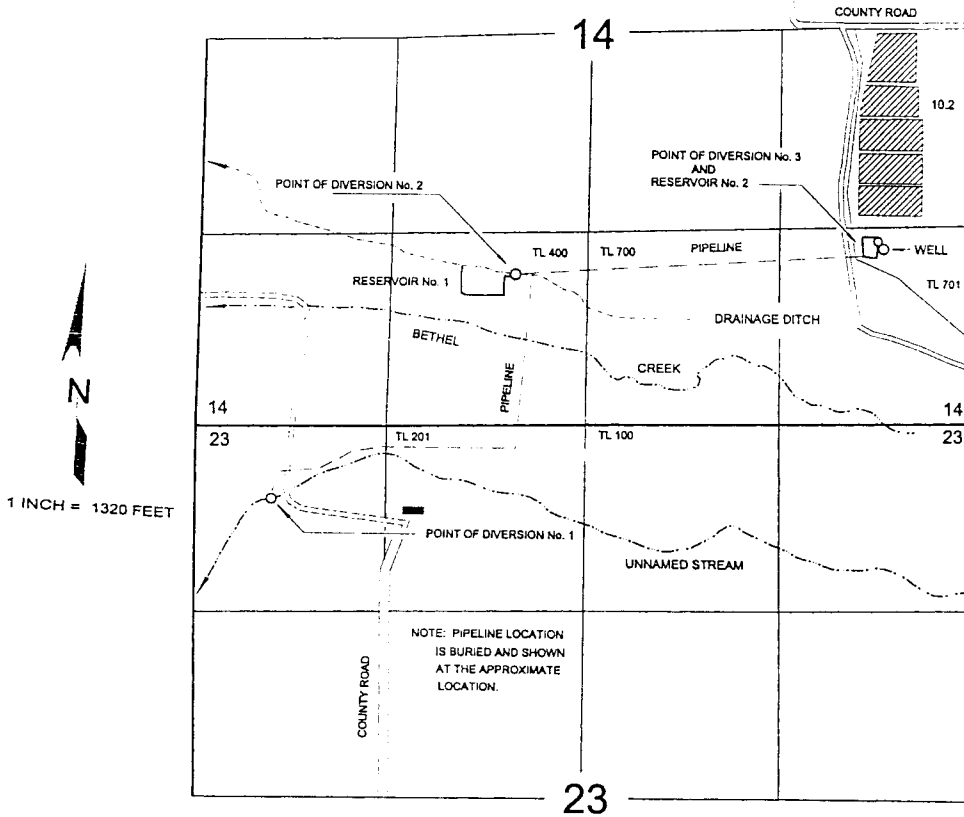 COUNTY ROAD
14
10.2
POINT OF DIVERSION No. 3
AND
RESERVOIR No. 2
POINT OF DIVERSION No. 2
TL 400
TL 700
PIPELINE
WELL
RESERVOIR No. 1
TL 701
DRAINAGE DITCH
BETHEL
CREEK
PIPELINE
N
14
14
23
TL 201
TL 100
23
1 INCH = 1320 FEET
POINT OF DIVERSION No. 1
UNNAMED STREAM
NOTE: PIPELINE LOCATION
IS BURIED AND SHOWN
AT THE APPROXIMATE
LOCATION.
COUNTY ROAD
23